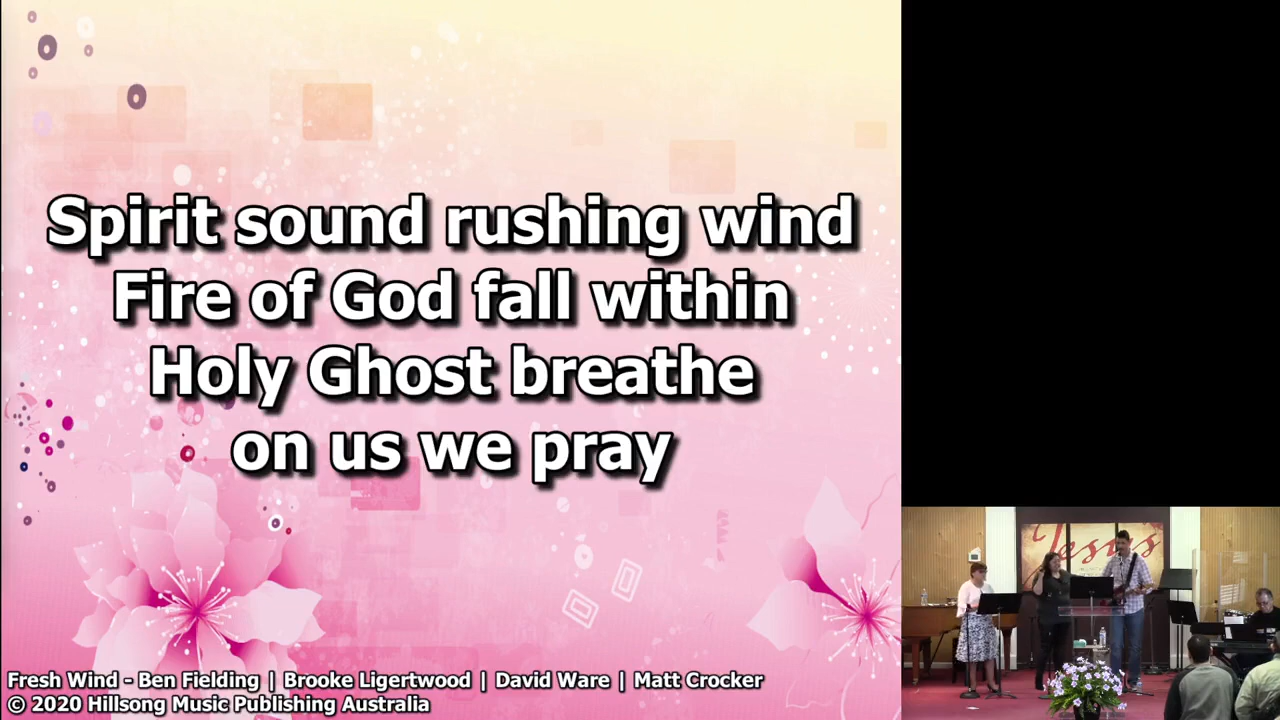 Spirit sound rushing wind
Fire of God fall within
Holy Ghost breathe
on us we pray
Fresh Wind - Ben Fielding | Brooke Ligertwood | David Ware | Matt Crocker
© 2020 Hillsong Music Publishing Australia
Jesus